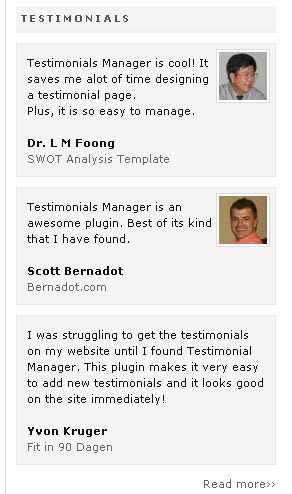 TESTIMONIALS
Testimonials Manager is cool! It
saves me alot of time designing
a testimonial page.
Plus, it is so easy to manage.
Dr. L M Foong
SWOT Analysis Template
Testimonials Manager is an
awesome plugin. Best of its kind
that I have found.
Scott Bernadot
Bernadot.com
I was struggling to get the testimonials
on my website until I found Testimonial
Manager. This plugin makes it very easy
to add new testimonials and it looks good
on the site immediately!
Yvon Kruger
Fit in 90 Dagen
Read more>>